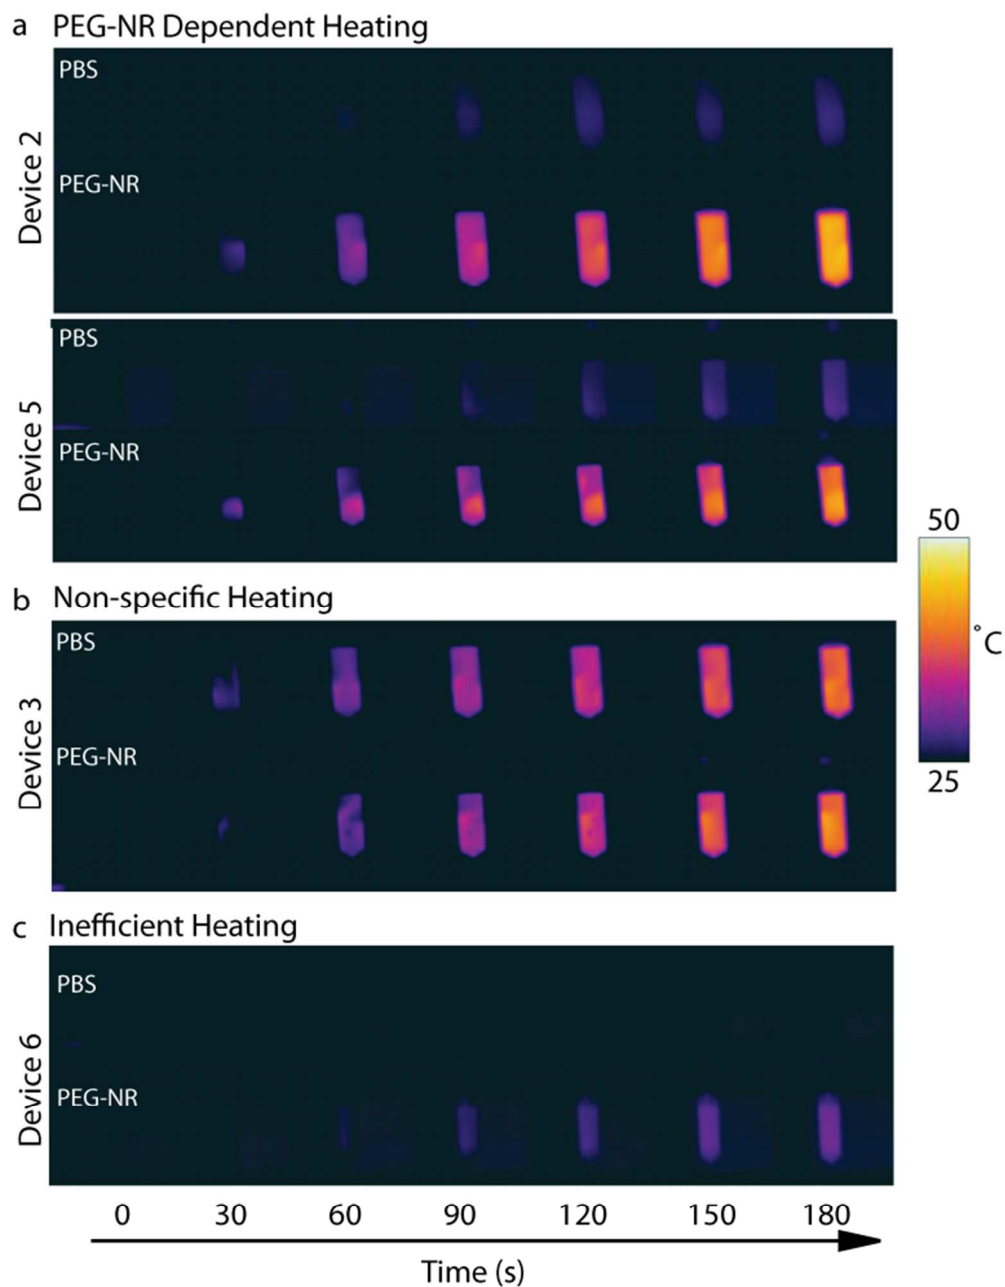 a PEG-NR Dependent Heating
Device 2
PBS
PEG-NR
Device 5
PBS
PEG-NR
b Non-specific Heating
Device 3
PBS
PEG-NR
50
°C
25
c Inefficient Heating
Device 6
PBS
PEG-NR
0 30 60 90 120 150 180
Time (s)